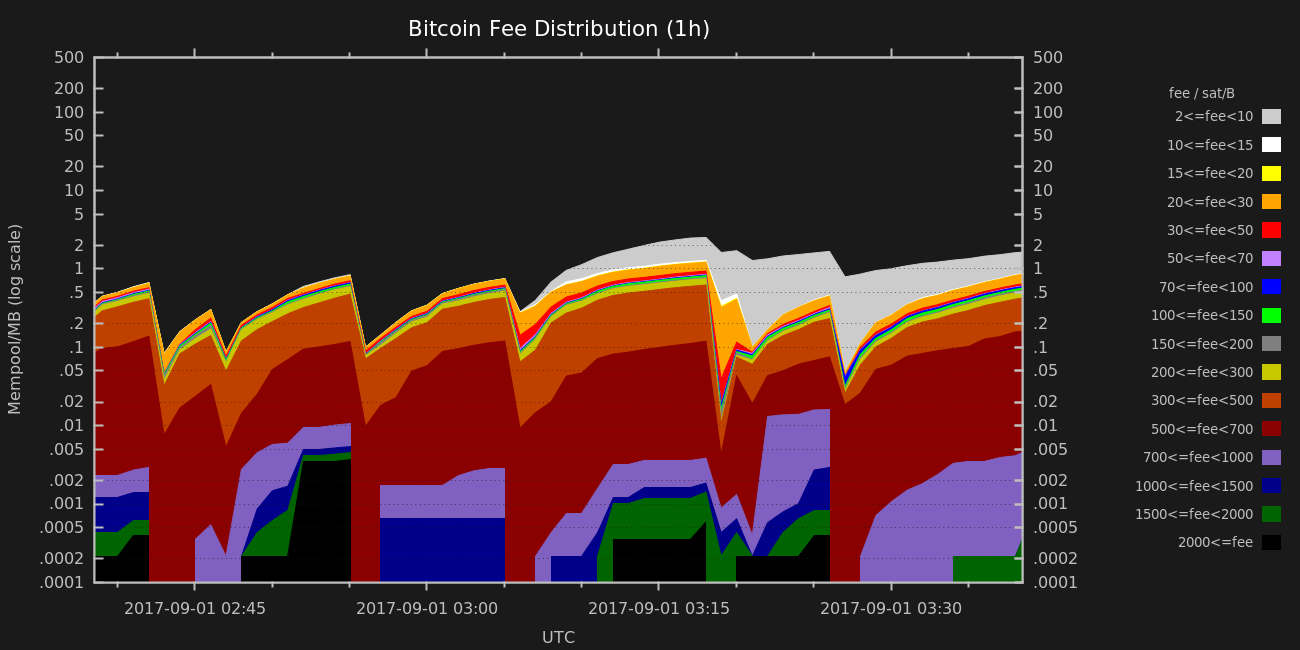 Bitcoin Fee Distribution (1h)
500
200
100
50
20
10
5
2
1
.5
.2
.1
.05
.02
.01
.005
.002
.001
.0005
.0002
.0001
Mempool/MB (log scale)
500
200
100
50
20
10
5
2
1
.5
.2
.1
.05
.02
.01
.005
.002
.001
.0005
.0002
.0001
2017-09-01 02:45
2017-09-01 03:00
2017-09-01 03:15
2017-09-01 03:30
UTC
fee / sat/B
2<=fee<10
10<=fee<15
15<=fee<20
20<=fee<30
30<=fee<50
50<=fee<70
70<=fee<100
100<=fee<150
150<=fee<200
200<=fee<300
300<=fee<500
500<=fee<700
700<=fee<1000
1000<=fee<1500
1500<=fee<2000
2000<=fee